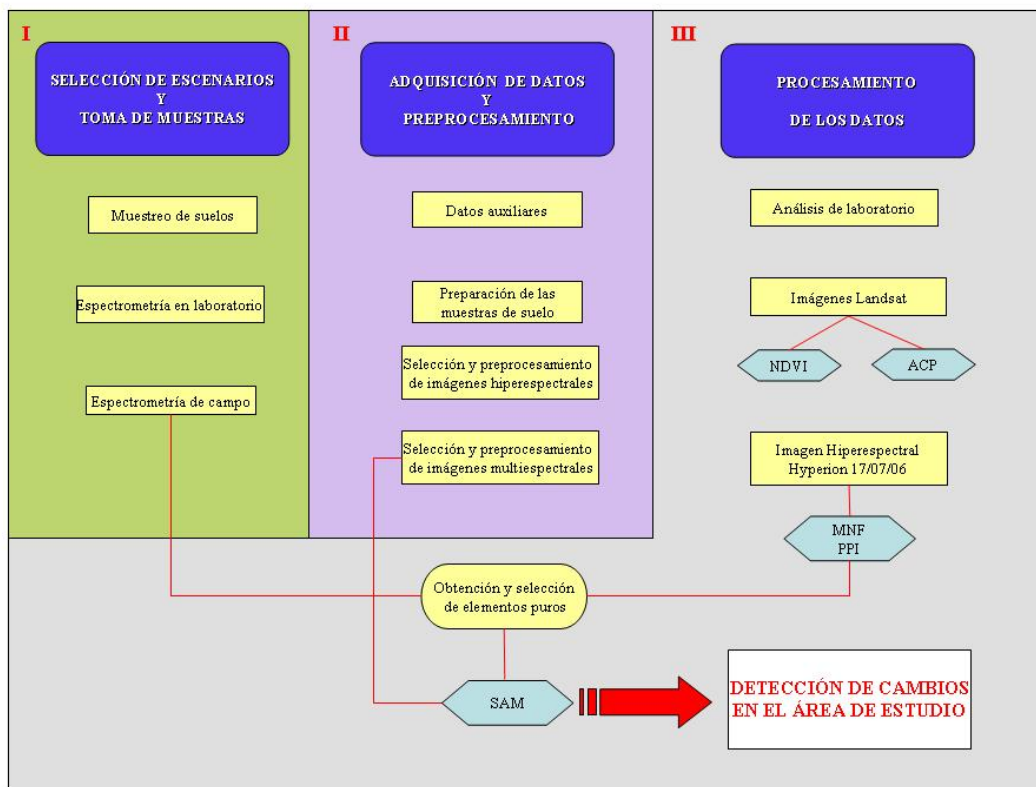 I
SELECCIÓN DE ESCENARIOS
Y
TOMA DE MUESTRAS
Muestreo de suelos
Espectrometría en laboratorio
Espectrometría de campo
II
ADQUISICIÓN DE DATOS
Y
PREPROCESAMIENTO
Datos auxiliares
Preparación de las
muestras de suelo
Selección y preprocesamiento
de imágenes hiperespectrales
Selección y preprocesamiento
de imágenes multiespectrales
III
PROCESAMIENTO
DE LOS DATOS
Análisis de laboratorio
Imágenes Landsat
NDVI
ACP
Imagen Hiperespectral
Hyperion 17/07/06
MNF
PPI
Obtención y selección
de elementos puros
SAM
DETECCIÓN DE CAMBIOS
EN EL ÁREA DE ESTUDIO